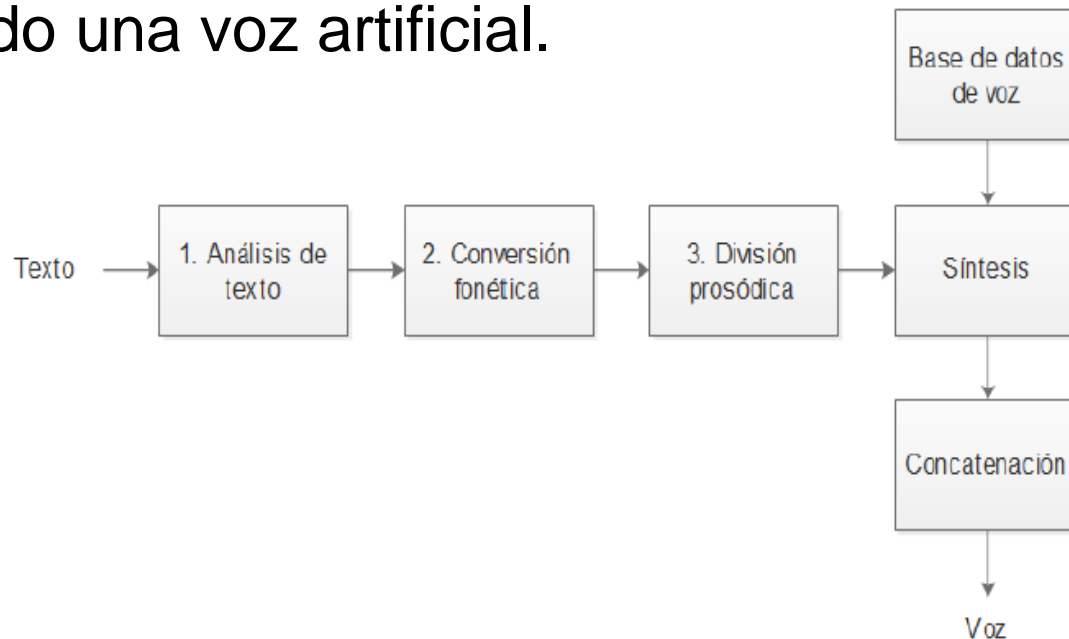 do una voz artificial.
Base de datos
de voz
Texto
1. Análisis de
texto
2. Conversión
fonética
3. División
prosódica
Síntesis
Concatenación
Voz